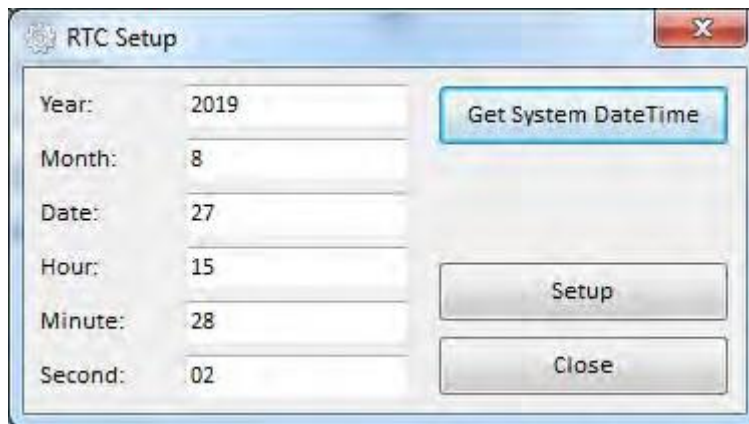 RTC Setup
Year: 2019
Get System DateTime
Month: 8
Date: 27
Hour: 15
Setup
Minute: 28
Close
Second: 02